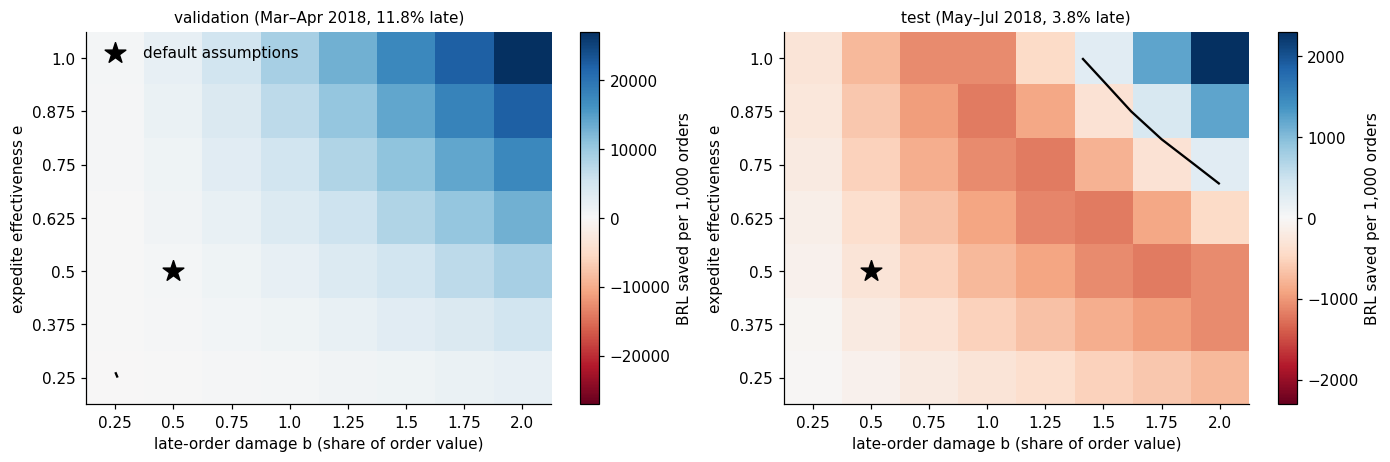 validation (Mar–Apr 2018, 11.8% late)
default assumptions
expedite effectiveness e
1.0
0.875
0.75
0.625
0.5
0.375
0.25
0.25 0.5 0.75 1.0 1.25 1.5 1.75 2.0
late-order damage b (share of order value)
20000
10000
0
−10000
−20000
BRL saved per 1,000 orders
test (May–Jul 2018, 3.8% late)
expedite effectiveness e
1.0
0.875
0.75
0.625
0.5
0.375
0.25
0.25 0.5 0.75 1.0 1.25 1.5 1.75 2.0
late-order damage b (share of order value)
2000
1000
0
−1000
−2000
BRL saved per 1,000 orders